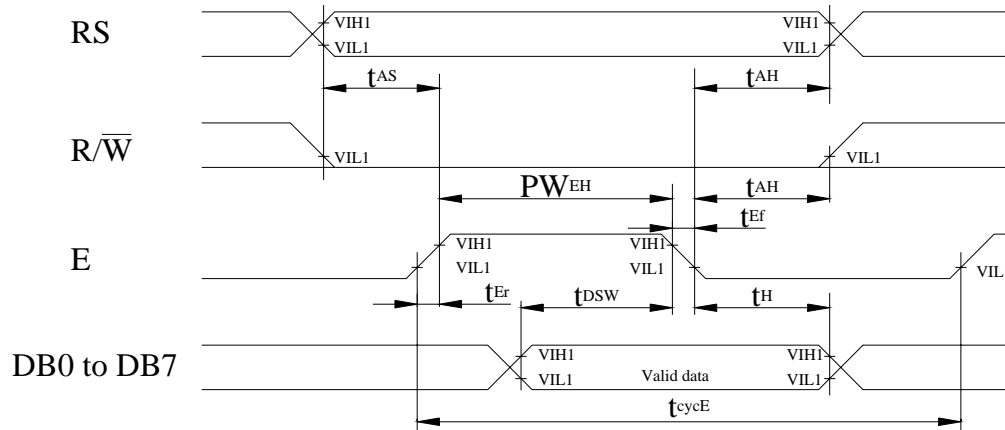 RS
VIH1
VIL1
VIH1
VIL1
tAS
tAH
R/W̅
VIL1
VIL1
PWEH
tAH
tEf
E
VIH1
VIL1
VIH1
VIL1
VIL
tEr
tDSW
tH
DB0 to DB7
VIH1
VIL1
Valid data
VIH1
VIL1
tcycE